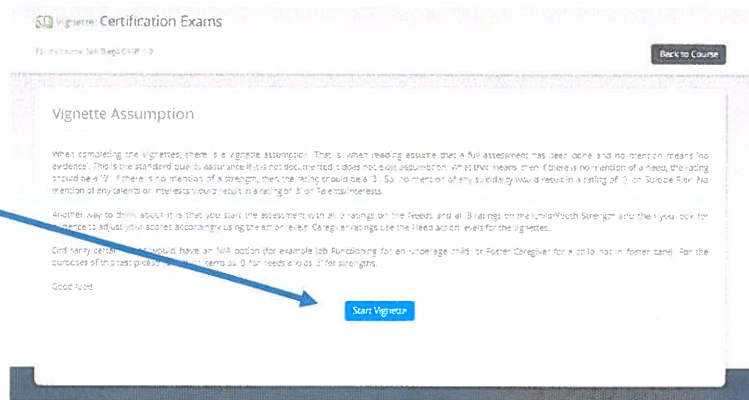 Vignette: Certification Exams
Back to Course
Vignette Assumption
When completing the vignettes, there is a vignette assumption. That is, when reading assume that a full assessment has been done and no mention means 'no
evidence'. This is the standard quality assurance if it is not documented it does not exist assumption. What that means then if there is no mention of a need, the rating
should be a '0'. If there is no mention of a strength, then the rating should be a '3'. So, no mention of any suicidality would result in a rating of '0' on Suicide Risk. No
mention of any talents or interests would result in a rating of '3' on Talents/Interests.
Another way to think about it is that you start the assessment with all 0 ratings on the Needs and all 3 ratings on the Child/Youth Strength and then you look for
evidence to adjust your scores accordingly using the action levels. Caregiver ratings use the Need action levels for the vignettes.
Ordinarily certain would have an N/A option (for example Job Functioning for an underage child or Foster Caregiver for a child not in foster care). For the
purposes of this test please items as '0' for needs and as '3' for strengths.
Good luck!
Start Vignette